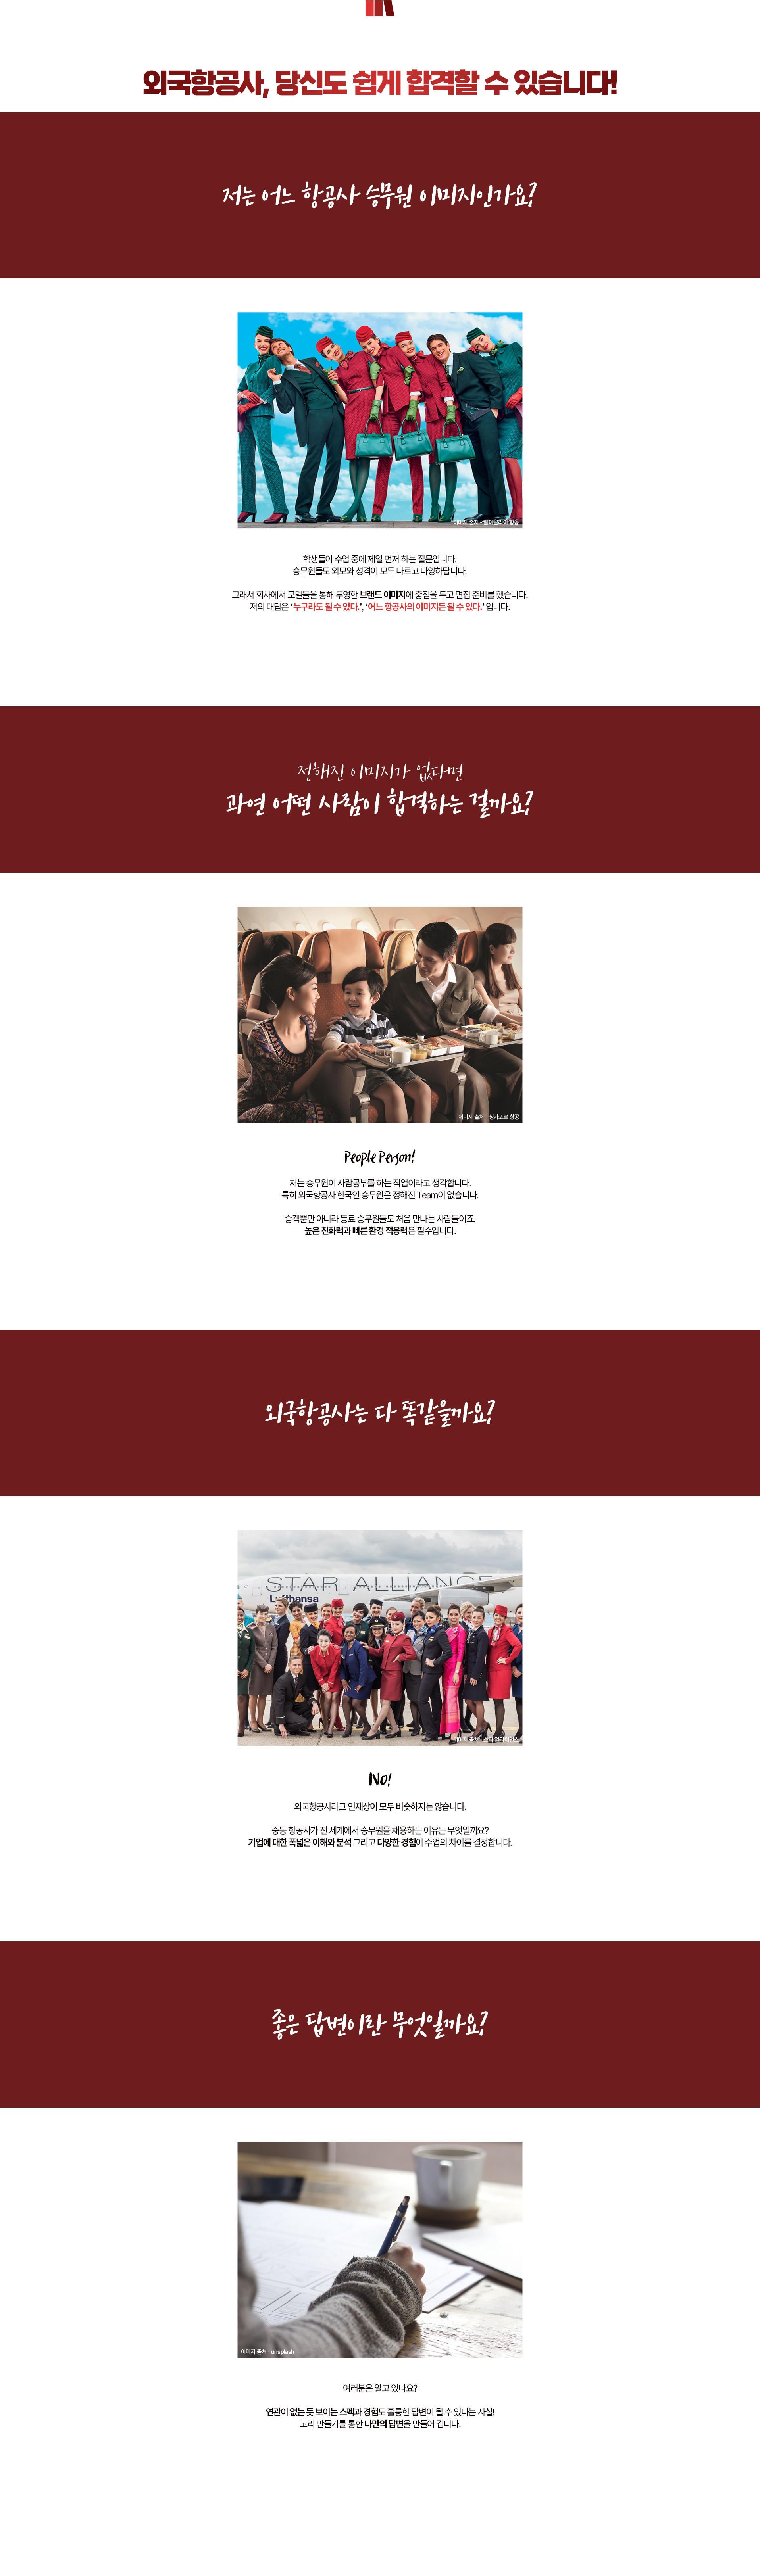 외국항공사, 당신도 쉽게 합격할 수 있습니다!
저는 어느 항공사 승무원 이미지인가요?
이미지 출처 - 알이탈리아 항공
학생들이 수업 중에 제일 먼저 하는 질문입니다.
승무원들도 외모와 성격이 모두 다르고 다양하답니다.
그래서 회사에서 모델들을 통해 투영한 브랜드 이미지에 중점을 두고 면접 준비를 했습니다.
저의 대답은 ‘누구라도 될 수 있다.’, ‘어느 항공사의 이미지든 될 수 있다.’ 입니다.
정해진 이미지가 없다면
과연 어떤 사람이 합격하는 걸까요?
이미지 출처 - 싱가포르 항공
People Person!
저는 승무원이 사람공부를 하는 직업이라고 생각합니다.
특히 외국항공사 한국인 승무원은 정해진 Team이 없습니다.
승객뿐만 아니라 동료 승무원들도 처음 만나는 사람들이죠.
높은 친화력과 빠른 환경 적응력은 필수입니다.
외국항공사는 다 똑같을까요?
STAR ALLIANCE
Lufthansa
No!
외국항공사라고 인재상이 모두 비슷하지는 않습니다.
중동 항공사가 전 세계에서 승무원을 채용하는 이유는 무엇일까요?
기업에 대한 폭넓은 이해와 분석 그리고 다양한 경험이 수업의 차이를 결정합니다.
좋은 답변이란 무엇일까요?
이미지 출처 - unsplash
여러분은 알고 있나요?
연관이 없는 듯 보이는 스펙과 경험도 훌륭한 답변이 될 수 있다는 사실!
고리 만들기를 통한 나만의 답변을 만들어 갑니다.